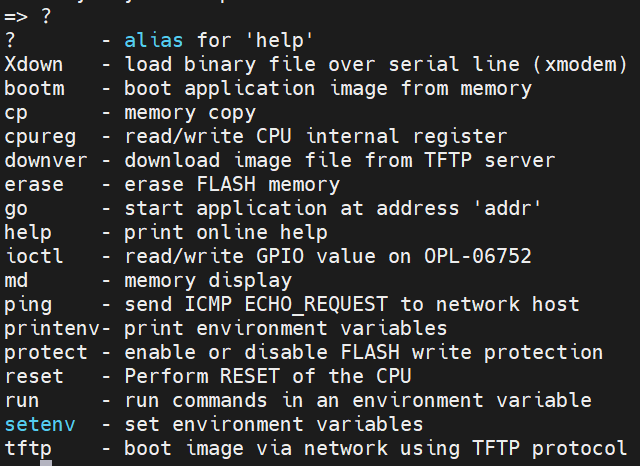 => ?
?       - alias for 'help'
Xdown   - load binary file over serial line (xmodem)
bootm   - boot application image from memory
cp      - memory copy
cpureg  - read/write CPU internal register
downver - download image file from TFTP server
erase   - erase FLASH memory
go      - start application at address 'addr'
help    - print online help
ioctl   - read/write GPIO value on OPL-06752
md      - memory display
ping    - send ICMP ECHO_REQUEST to network host
printenv- print environment variables
protect - enable or disable FLASH write protection
reset   - Perform RESET of the CPU
run     - run commands in an environment variable
setenv  - set environment variables
tftp    - boot image via network using TFTP protocol